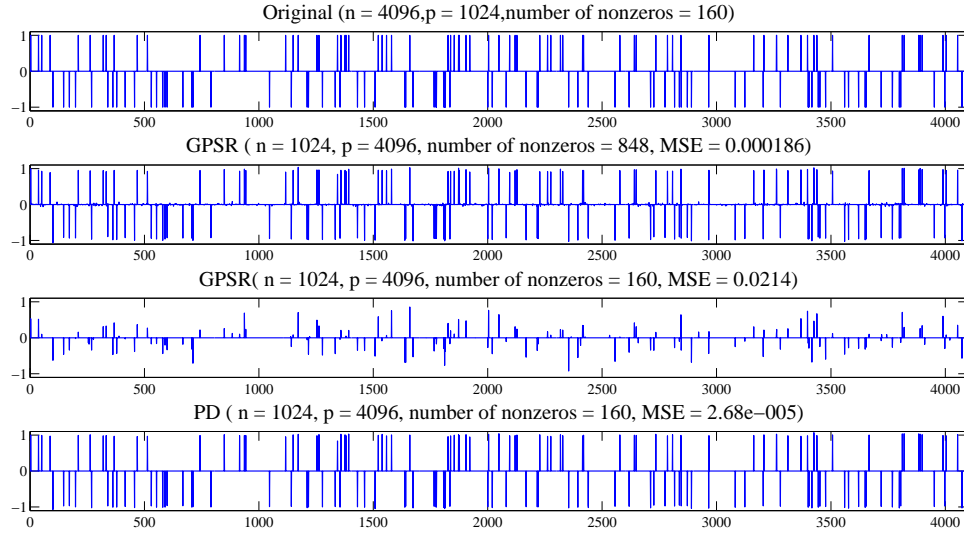 Original (n = 4096,p = 1024,number of nonzeros = 160)
1
0
−1
0 500 1000 1500 2000 2500 3000 3500 4000
GPSR ( n = 1024, p = 4096, number of nonzeros = 848, MSE = 0.000186)
1
0
−1
0 500 1000 1500 2000 2500 3000 3500 4000
GPSR( n = 1024, p = 4096, number of nonzeros = 160, MSE = 0.0214)
1
0
−1
0 500 1000 1500 2000 2500 3000 3500 4000
PD ( n = 1024, p = 4096, number of nonzeros = 160, MSE = 2.68e−005)
1
0
−1
0 500 1000 1500 2000 2500 3000 3500 4000